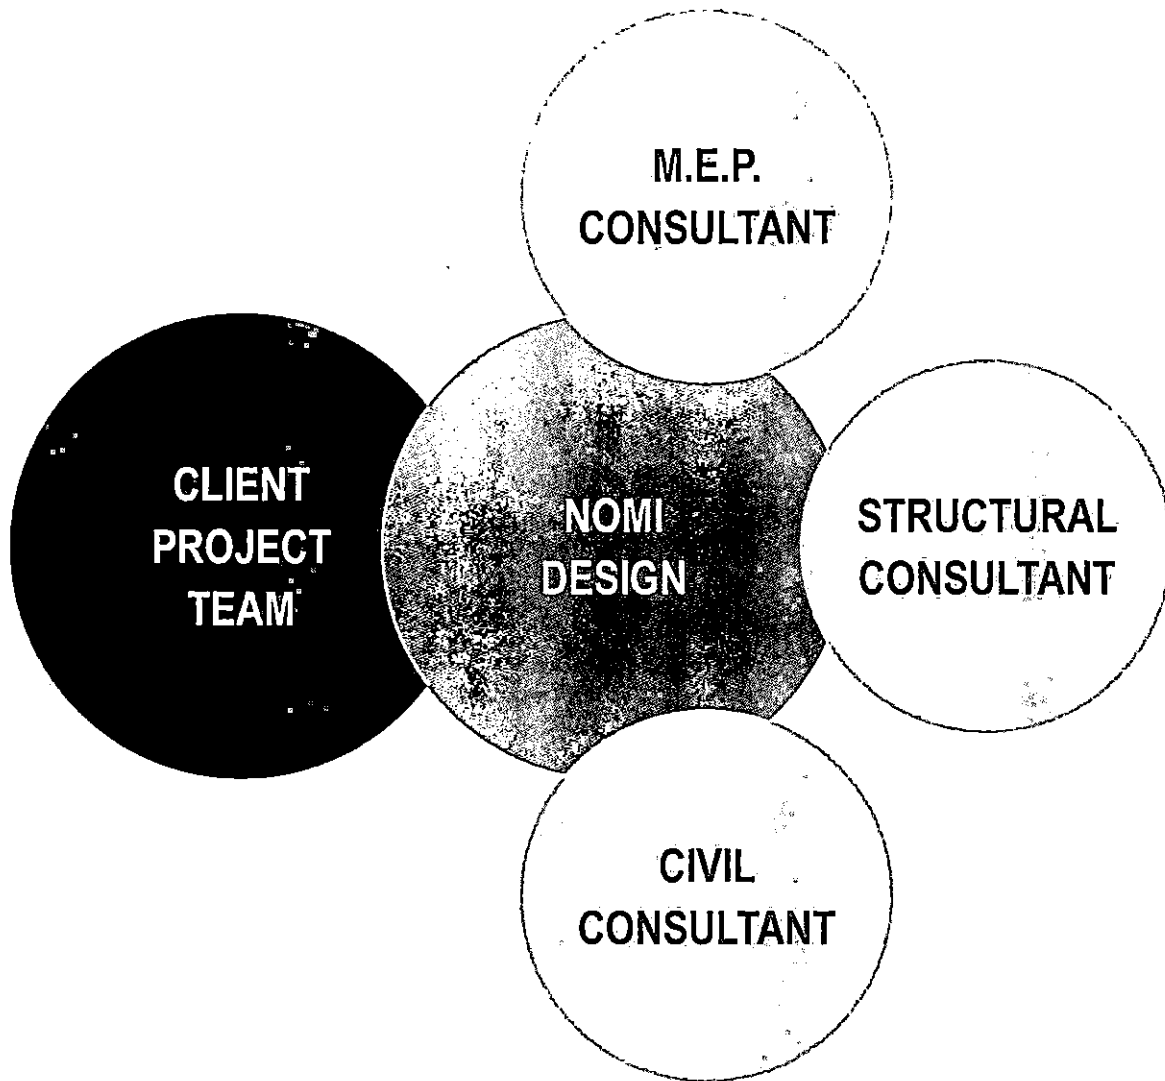 M.E.P.
CONSULTANT
CLIENT
PROJECT
TEAM
NOMI
DESIGN
STRUCTURAL
CONSULTANT
CIVIL
CONSULTANT